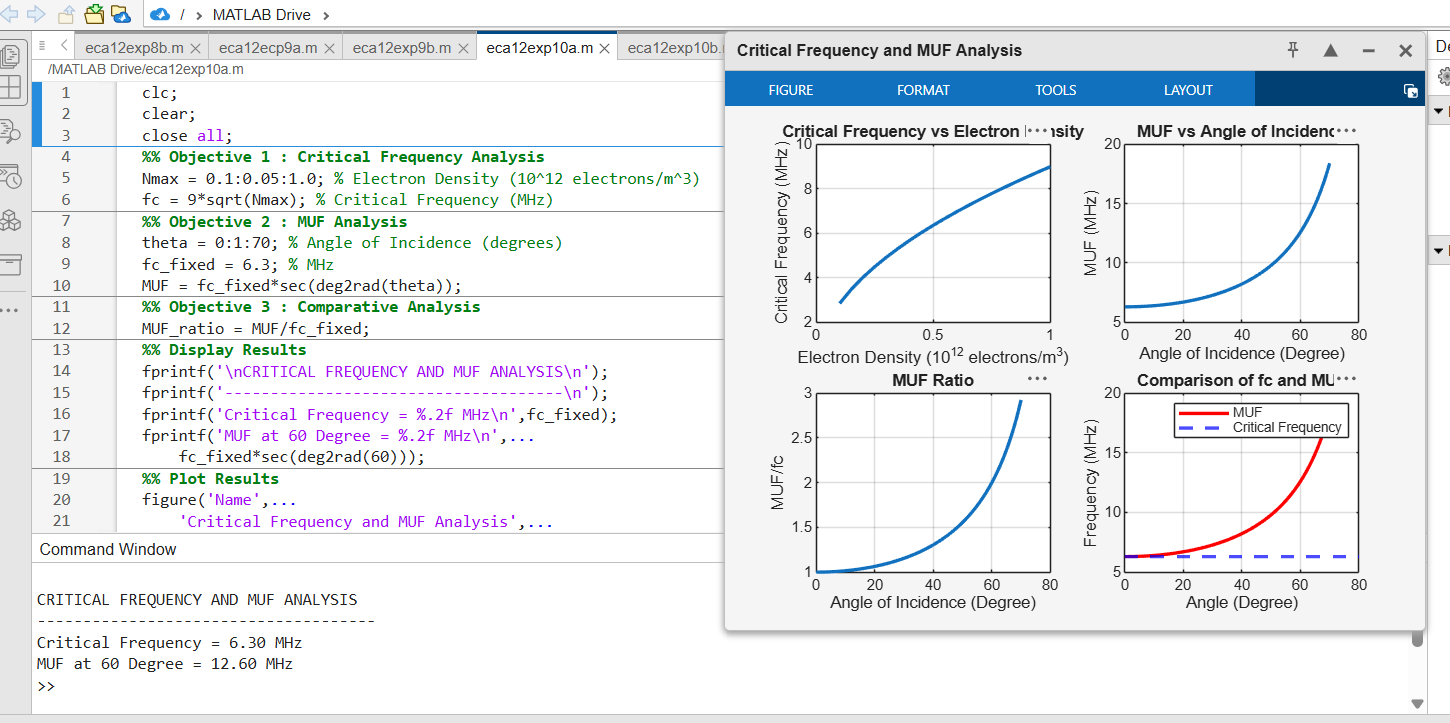 / > MATLAB Drive >
eca12exp8b.m × eca12ecp9a.m × eca12exp9b.m × eca12exp10a.m × eca12exp10b.
/MATLAB Drive/eca12exp10a.m
1 clc;
2 clear;
3 close all;
4 %% Objective 1 : Critical Frequency Analysis
5 Nmax = 0.1:0.05:1.0; % Electron Density (10^12 electrons/m^3)
6 fc = 9*sqrt(Nmax); % Critical Frequency (MHz)
7 %% Objective 2 : MUF Analysis
8 theta = 0:1:70; % Angle of Incidence (degrees)
9 fc_fixed = 6.3; % MHz
10 MUF = fc_fixed*sec(deg2rad(theta));
11 %% Objective 3 : Comparative Analysis
12 MUF_ratio = MUF/fc_fixed;
13 %% Display Results
14 fprintf('\nCRITICAL FREQUENCY AND MUF ANALYSIS\n');
15 fprintf('-------------------------------------\n');
16 fprintf('Critical Frequency = %.2f MHz\n',fc_fixed);
17 fprintf('MUF at 60 Degree = %.2f MHz\n',...
18 fc_fixed*sec(deg2rad(60)));
19 %% Plot Results
20 figure('Name',...
21 'Critical Frequency and MUF Analysis',...
Command Window
CRITICAL FREQUENCY AND MUF ANALYSIS
-------------------------------------
Critical Frequency = 6.30 MHz
MUF at 60 Degree = 12.60 MHz
>>
Critical Frequency and MUF Analysis
FIGURE FORMAT TOOLS LAYOUT
Critical Frequency vs Electron ... sity
Critical Frequency (MHz)
10
8
6
4
2
0 0.5 1
Electron Density (10^12 electrons/m^3)
MUF vs Angle of Incidenc...
MUF (MHz)
20
15
10
5
0 20 40 60 80
Angle of Incidence (Degree)
MUF Ratio ...
MUF/fc
3
2.5
2
1.5
1
0 20 40 60 80
Angle of Incidence (Degree)
Comparison of fc and MU...
Frequency (MHz)
20
15
10
5
MUF
Critical Frequency
0 20 40 60 80
Angle (Degree)
De